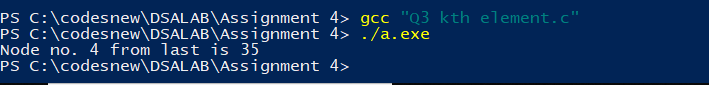 PS C:\codesnew\DSALAB\Assignment 4> gcc "Q3 kth element.c"
PS C:\codesnew\DSALAB\Assignment 4> ./a.exe
Node no. 4 from last is 35
PS C:\codesnew\DSALAB\Assignment 4>